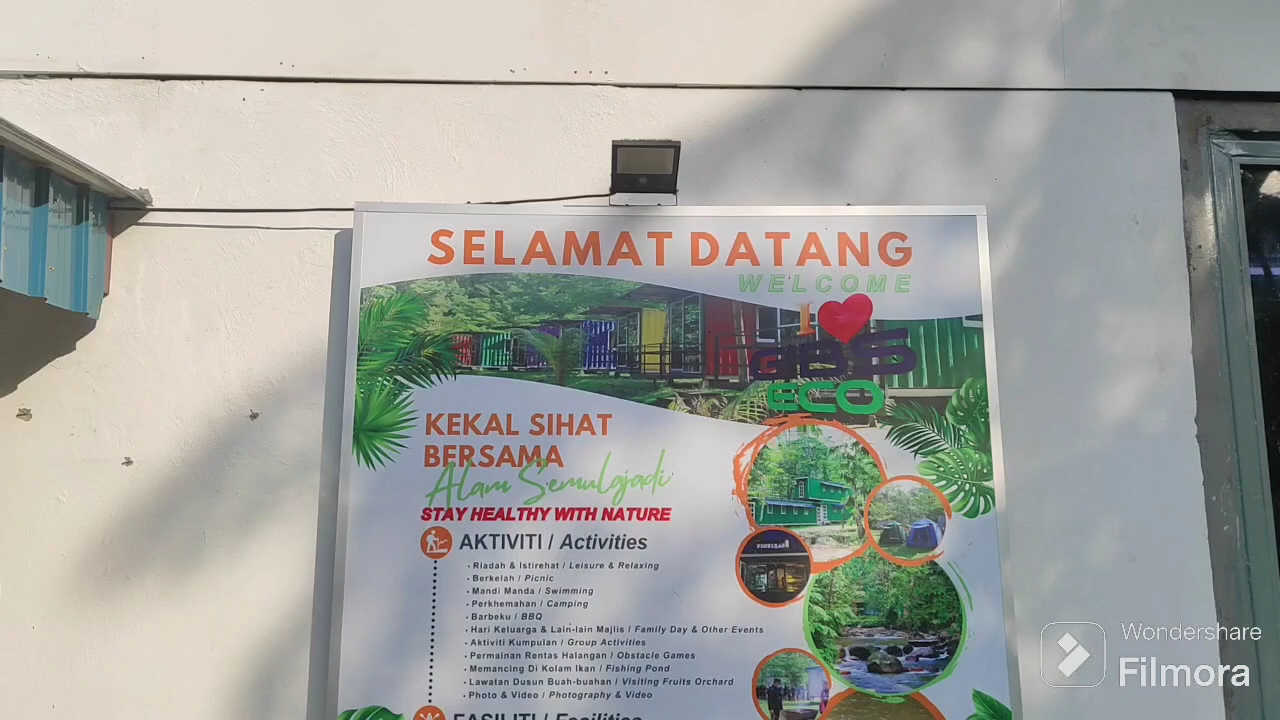 SELAMAT DATANG
WELCOME
I
GBS
ECO
KEKAL SIHAT
BERSAMA
Alam Semulajadi
STAY HEALTHY WITH NATURE
AKTIVITI / Activities
• Riadah & Istirehat / Leisure & Relaxing
• Berkelah / Picnic
• Mandi Manda / Swimming
• Perkhemahan / Camping
• Barbeku / BBQ
• Hari Keluarga & Lain-lain Majlis / Family Day & Other Events
• Aktiviti Kumpulan / Group Activities
• Permainan Rentas Halangan / Obstacle Games
• Memancing Di Kolam Ikan / Fishing Pond
• Lawatan Dusun Buah-buahan / Visiting Fruits Orchard
• Photo & Video / Photography & Video
FASILITI / Facilities
Wondershare
Filmora